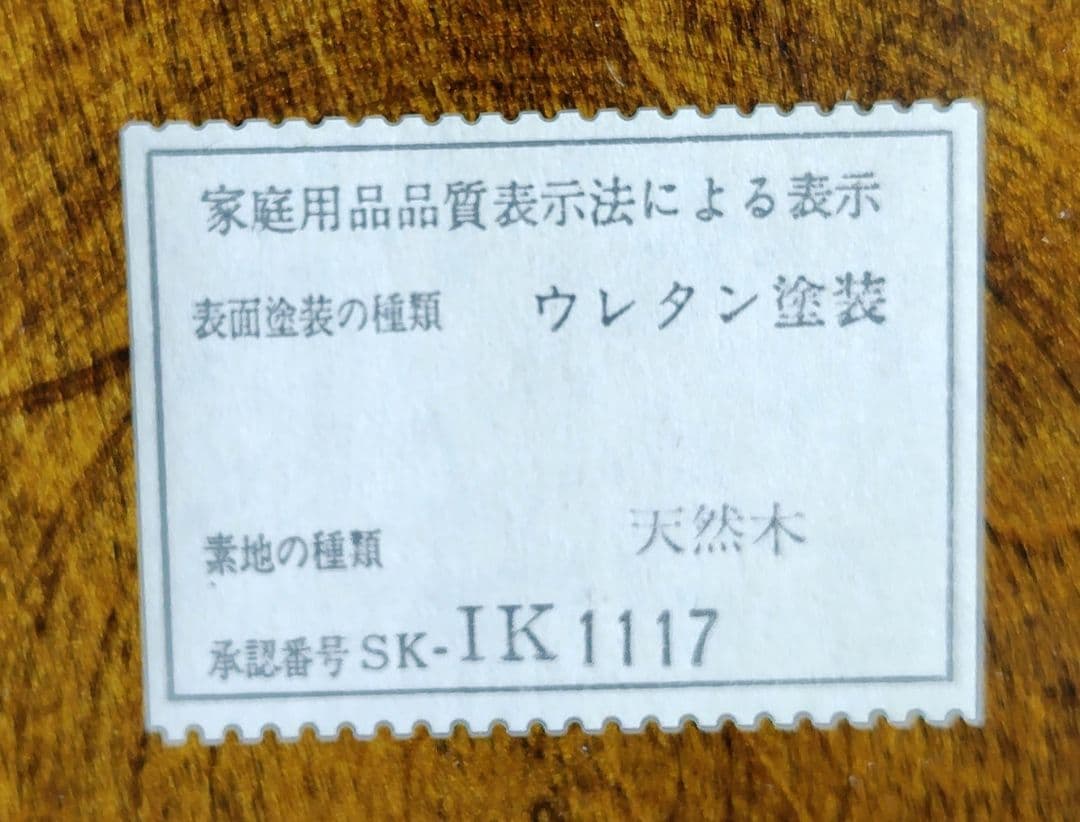 家庭用品品質表示法による表示
表面塗装の種類 ウレタン塗装
素地の種類 天然木
承認番号 SK-IK1117